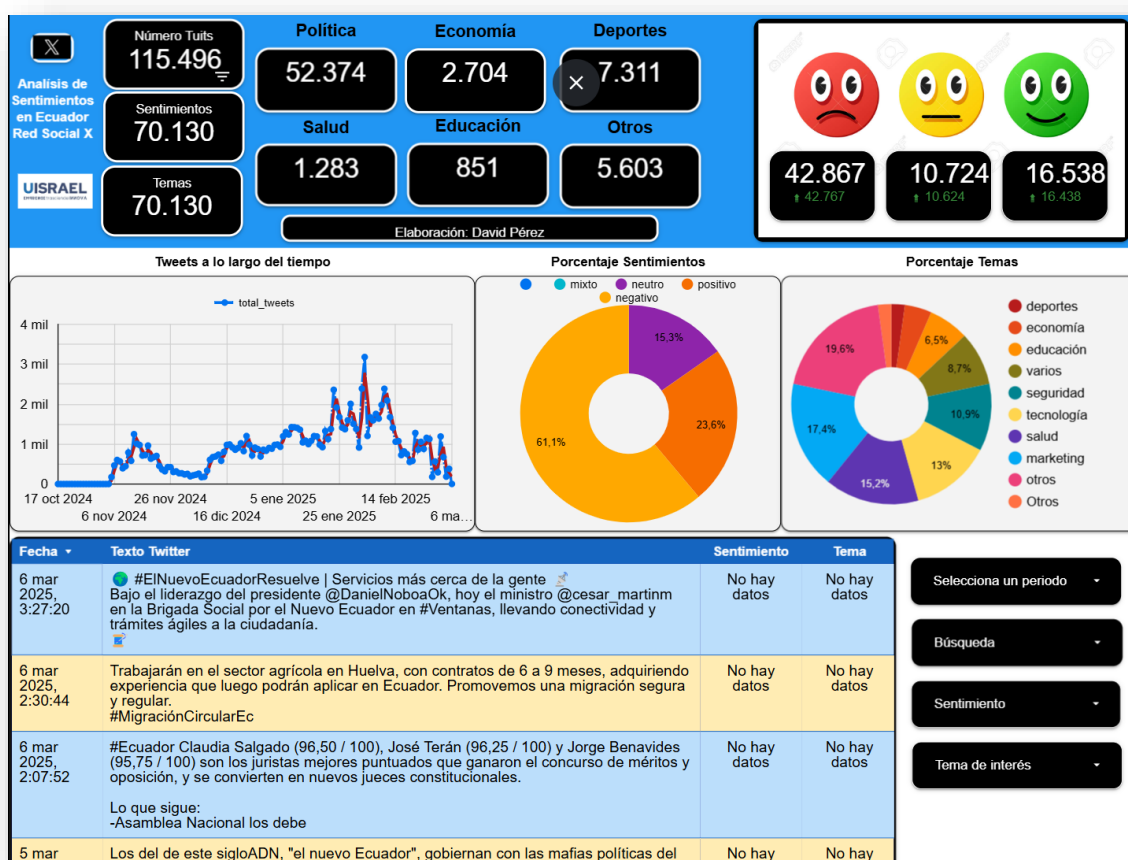 Análisis de
Sentimientos
en Ecuador
Red Social X
UISRAEL
Número Tuits
115.496
Sentimientos
70.130
Temas
70.130
Política
Economía
Deportes
52.374
2.704
7.311
Salud
Educación
Otros
1.283
851
5.603
Elaboración: David Pérez
42.867
42.767
10.724
10.624
16.538
16.438
Tweets a lo largo del tiempo
total_tweets
4 mil
3 mil
2 mil
1 mil
0
17 oct 2024
26 nov 2024
5 ene 2025
14 feb 2025
6 nov 2024
16 dic 2024
25 ene 2025
6 ma...
Porcentaje Sentimientos
mixto
neutro
positivo
negativo
15,3%
23,6%
61,1%
Porcentaje Temas
6,5%
8,7%
10,9%
13%
15,2%
17,4%
19,6%
deportes
economía
educación
varios
seguridad
tecnología
salud
marketing
otros
Otros
Fecha
Texto Twitter
Sentimiento
Tema
6 mar
2025,
3:27:20
🌍 #ElNuevoEcuadorResuelve | Servicios más cerca de la gente 📡
Bajo el liderazgo del presidente @DanielNoboaOk, hoy el ministro @cesar_martinm
en la Brigada Social por el Nuevo Ecuador en #Ventanas, llevando conectividad y
trámites ágiles a la ciudadanía.
No hay
datos
No hay
datos
6 mar
2025,
2:30:44
Trabajarán en el sector agrícola en Huelva, con contratos de 6 a 9 meses, adquiriendo
experiencia que luego podrán aplicar en Ecuador. Promovemos una migración segura
y regular.
#MigraciónCircularEc
No hay
datos
No hay
datos
6 mar
2025,
2:07:52
#Ecuador Claudia Salgado (96,50 / 100), José Terán (96,25 / 100) y Jorge Benavides
(95,75 / 100) son los juristas mejores puntuados que ganaron el concurso de méritos y
oposición, y se convierten en nuevos jueces constitucionales.
Lo que sigue:
-Asamblea Nacional los debe
No hay
datos
No hay
datos
5 mar
Los del de este sigloADN, "el nuevo Ecuador", gobiernan con las mafias políticas del
No hay
No hay
Selecciona un periodo
Búsqueda
Sentimiento
Tema de interés